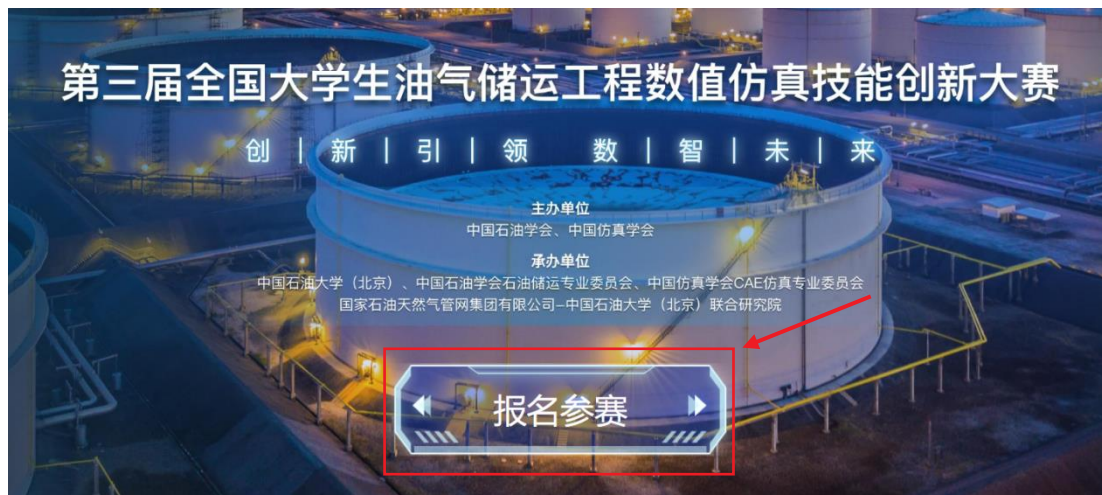 第三届全国大学生油气储运工程数值仿真技能创新大赛
创 | 新 | 引 | 领 数 | 智 | 未 | 来
主办单位
中国石油学会、中国仿真学会
承办单位
中国石油大学（北京）、中国石油学会石油储运专业委员会、中国仿真学会CAE仿真专业委员会
国家石油天然气管网集团有限公司–中国石油大学（北京）联合研究院
报名参赛